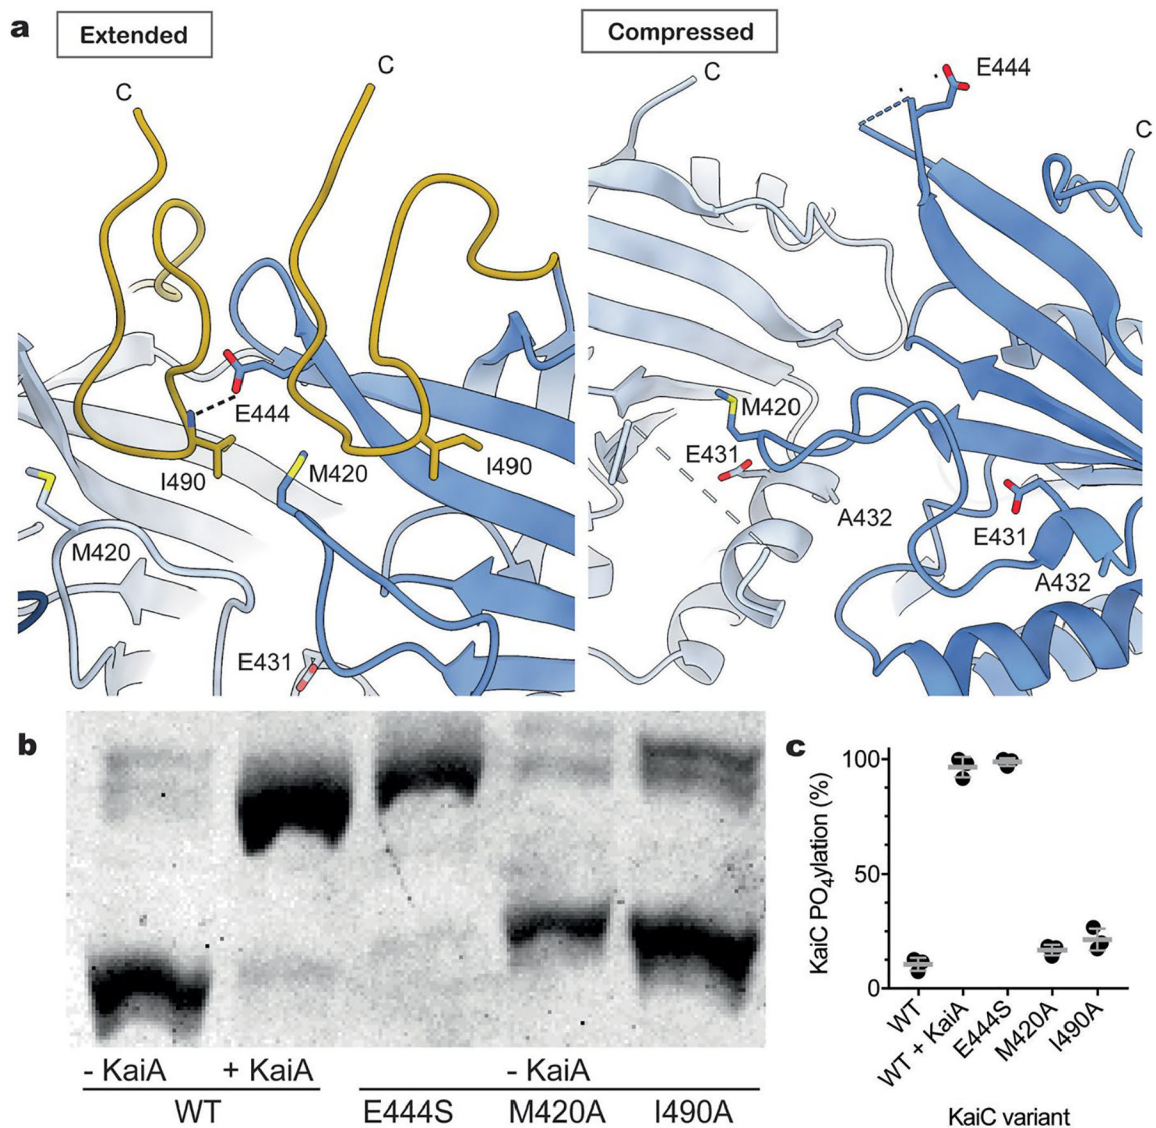 a
Extended
Compressed
C
C
E444
I490
M420
I490
M420
E431
C
E444
C
M420
E431
A432
E431
A432
b
- KaiA
+ KaiA
- KaiA
WT
E444S
M420A
I490A
c
KaiC PO₄ylation (%)
100
50
0
WT
WT + KaiA
E444S
M420A
I490A
KaiC variant